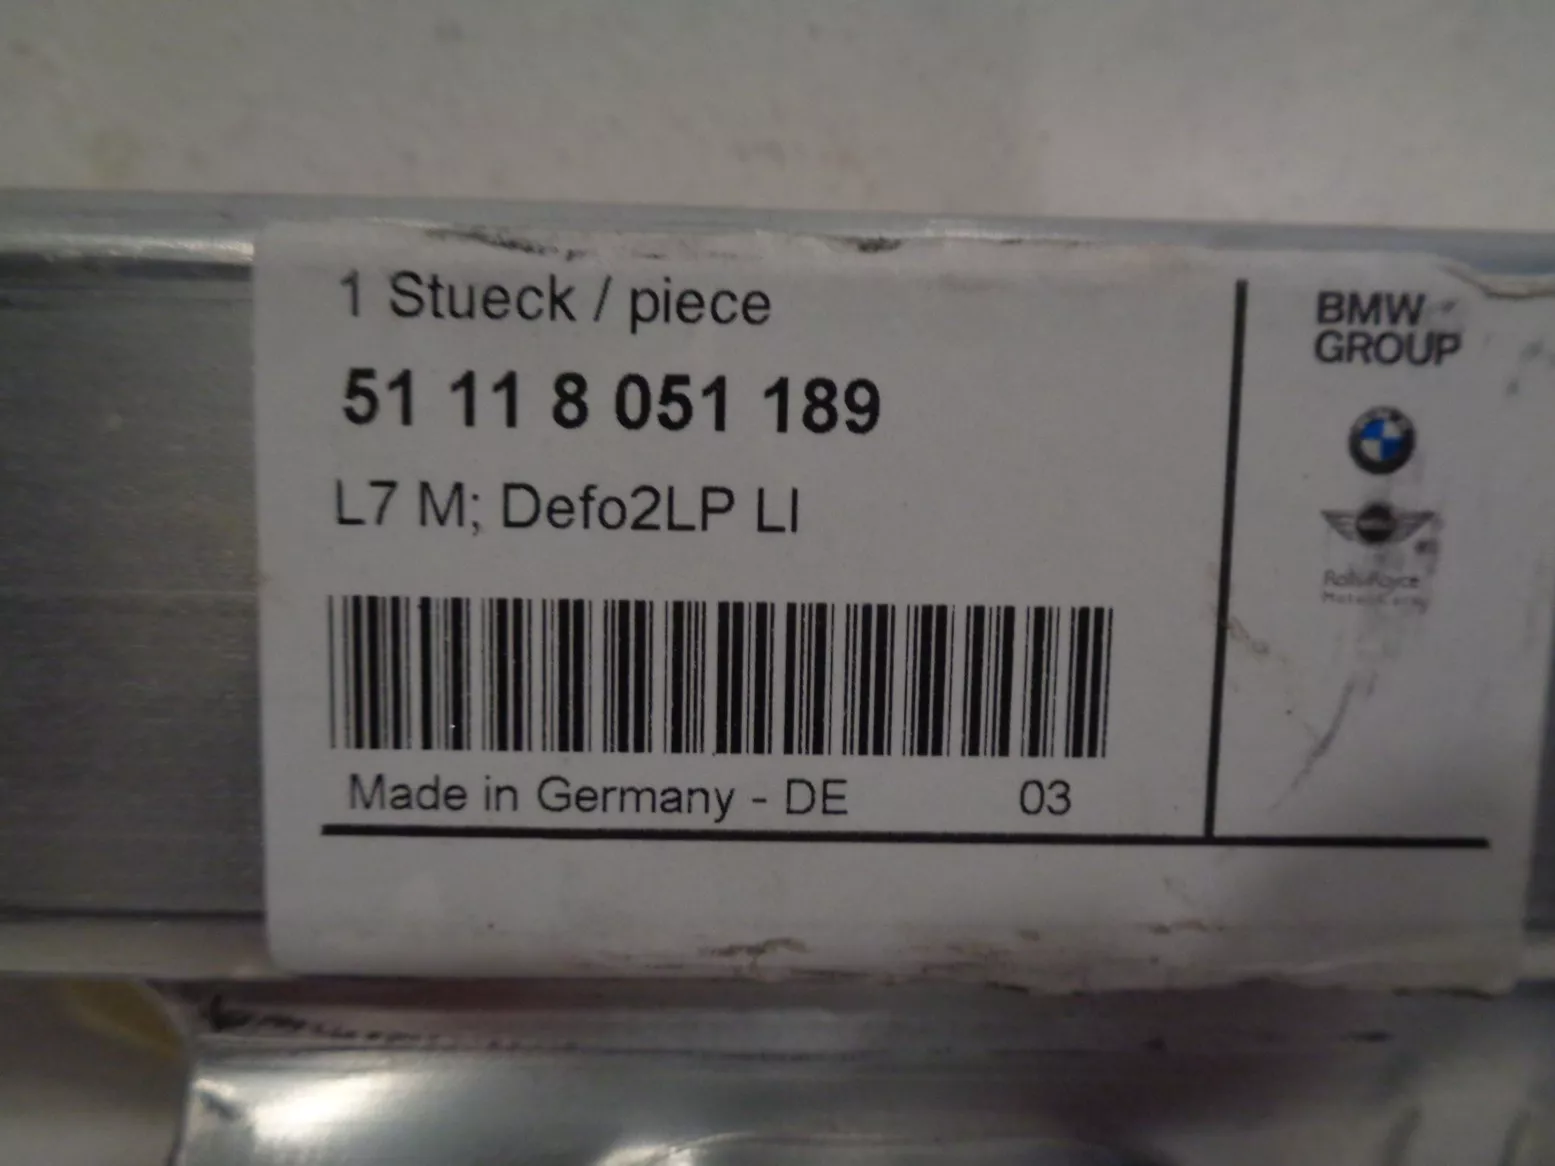 1 Stueck / piece
51 11 8 051 189
L7 M; Defo2LP LI
Made in Germany - DE 03
BMW
GROUP